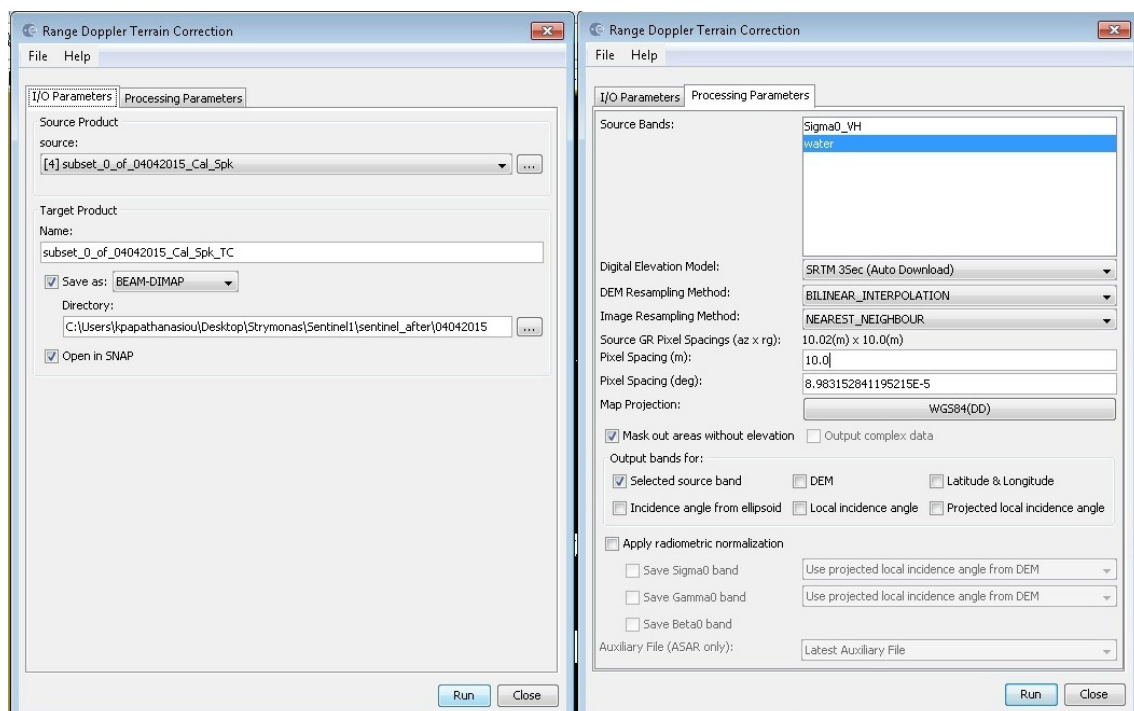 Range Doppler Terrain Correction
File Help
I/O Parameters Processing Parameters
Source Product
source:
[4] subset_0_of_04042015_Cal_Spk ...
Target Product
Name:
subset_0_of_04042015_Cal_Spk_TC
Save as: BEAM-DIMAP
Directory:
C:\Users\kpapathanasiou\Desktop\Strymonas\Sentinel1\sentinel_after\04042015 ...
Open in SNAP
Run Close
Range Doppler Terrain Correction
File Help
I/O Parameters Processing Parameters
Source Bands: Sigma0_VH
water
Digital Elevation Model: SRTM 3Sec (Auto Download)
DEM Resampling Method: BILINEAR_INTERPOLATION
Image Resampling Method: NEAREST_NEIGHBOUR
Source GR Pixel Spacings (az x rg): 10.02(m) x 10.0(m)
Pixel Spacing (m): 10.0
Pixel Spacing (deg): 8.983152841195215E-5
Map Projection: WGS84(DD)
Mask out areas without elevation Output complex data
Output bands for:
Selected source band DEM Latitude & Longitude
Incidence angle from ellipsoid Local incidence angle Projected local incidence angle
Apply radiometric normalization
Save Sigma0 band Use projected local incidence angle from DEM
Save Gamma0 band Use projected local incidence angle from DEM
Save Beta0 band
Auxiliary File (ASAR only): Latest Auxiliary File
Run Close